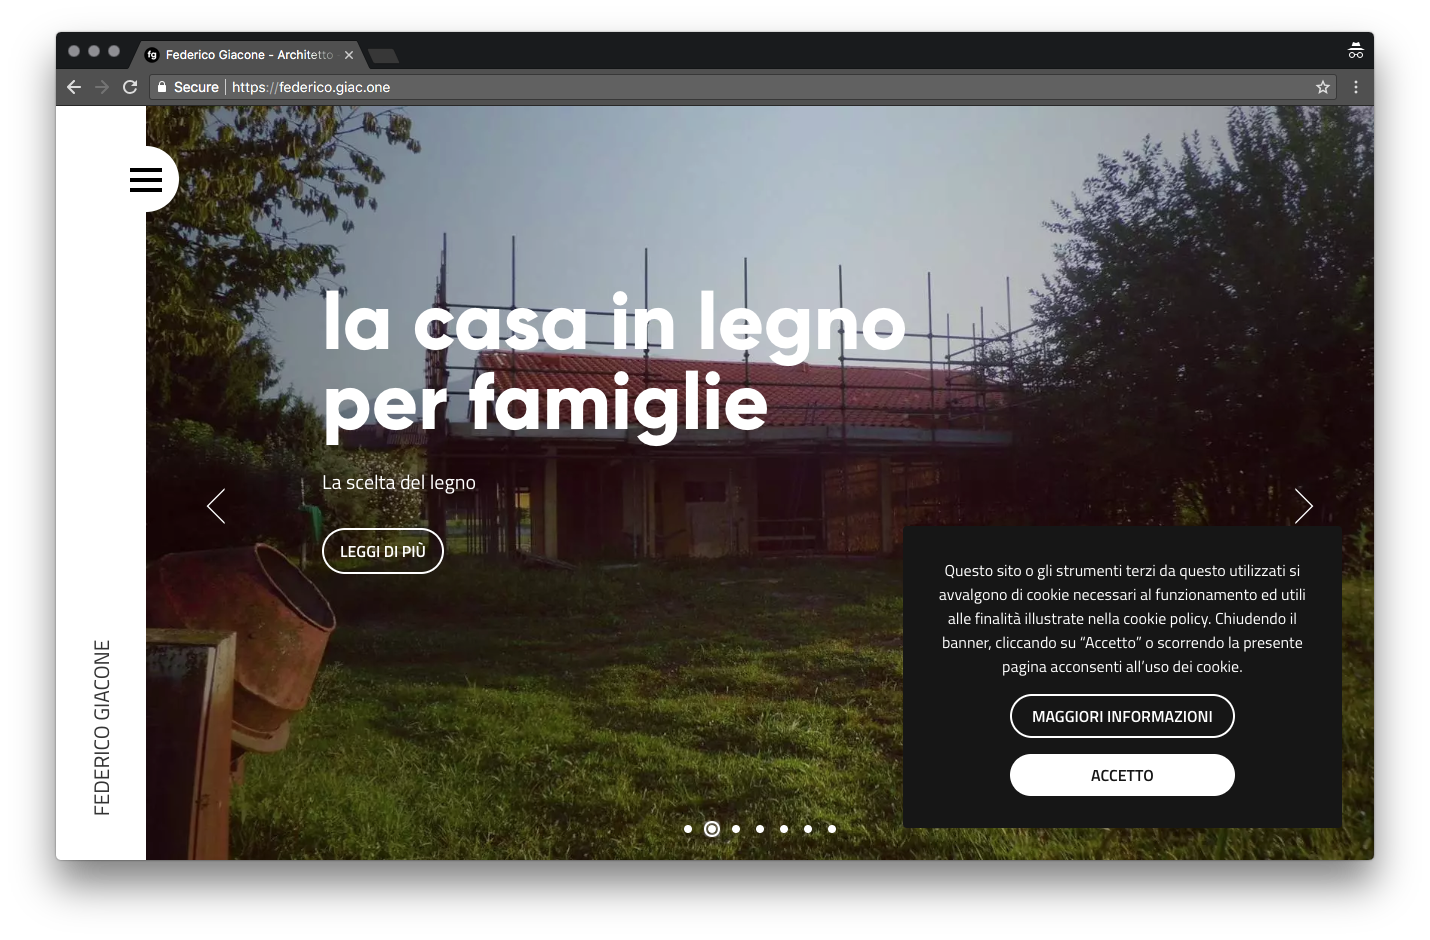 fg Federico Giacone - Architetto
Secure | https://federico.giac.one
la casa in legno
per famiglie
La scelta del legno
LEGGI DI PIÙ
FEDERICO GIACONE
Questo sito o gli strumenti terzi da questo utilizzati si
avvalgono di cookie necessari al funzionamento ed utili
alle finalità illustrate nella cookie policy. Chiudendo il
banner, cliccando su “Accetto” o scorrendo la presente
pagina acconsenti all’uso dei cookie.
MAGGIORI INFORMAZIONI
ACCETTO